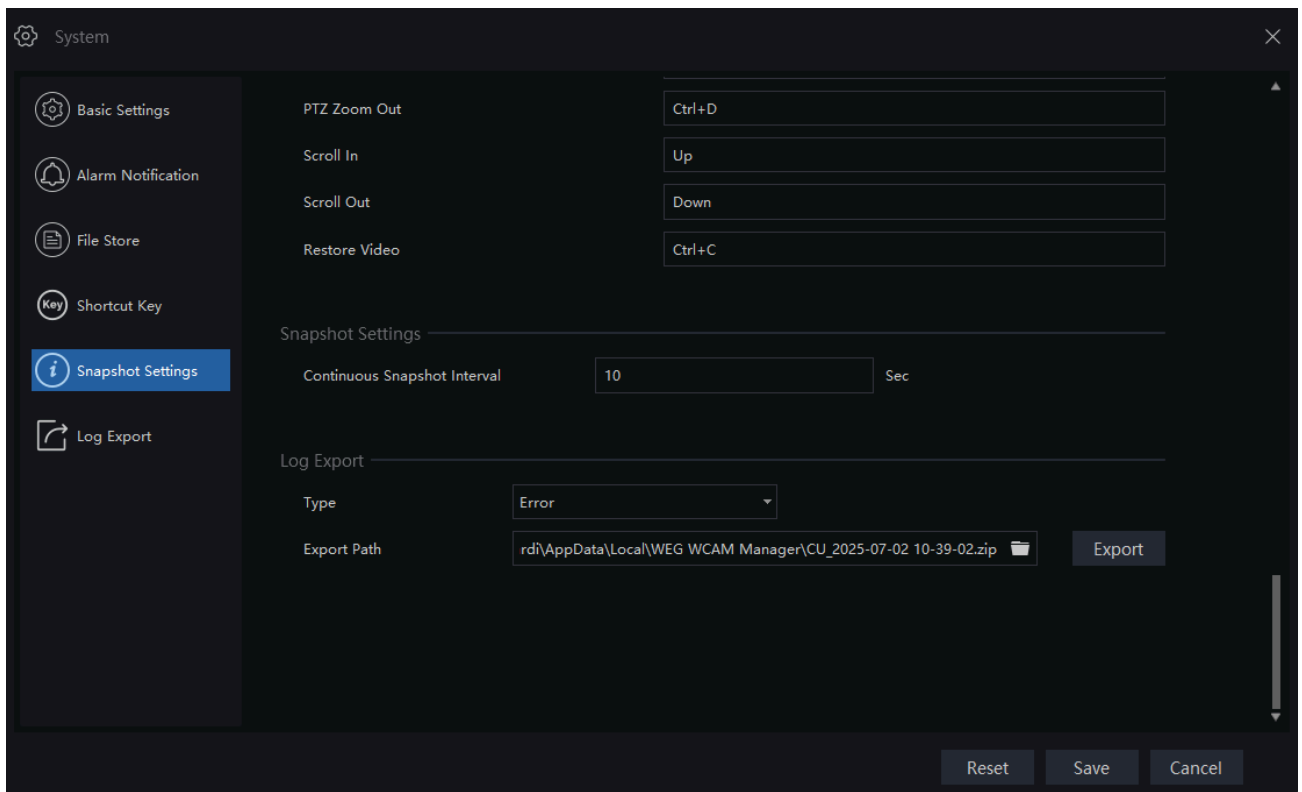 System
Basic Settings
Alarm Notification
File Store
Key Shortcut Key
Snapshot Settings
Log Export
PTZ Zoom Out Ctrl+D
Scroll In Up
Scroll Out Down
Restore Video Ctrl+C
Snapshot Settings
Continuous Snapshot Interval 10 Sec
Log Export
Type Error
Export Path rdi\AppData\Local\WEG WCAM Manager\CU_2025-07-02 10-39-02.zip Export
Reset Save Cancel